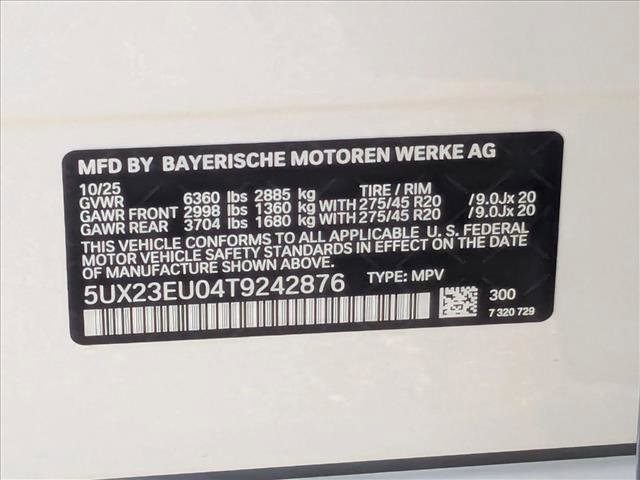 MFD BY BAYERISCHE MOTOREN WERKE AG
10/25 TIRE / RIM
GVWR 6360 lbs 2885 kg
GAWR FRONT 2998 lbs 1360 kg WITH 275/45 R20 /9.0Jx 20
GAWR REAR 3704 lbs 1680 kg WITH 275/45 R20 /9.0Jx 20
THIS VEHICLE CONFORMS TO ALL APPLICABLE U. S. FEDERAL
MOTOR VEHICLE SAFETY STANDARDS IN EFFECT ON THE DATE
OF MANUFACTURE SHOWN ABOVE.
5UX23EU04T9242876 TYPE: MPV
300
7 320 729